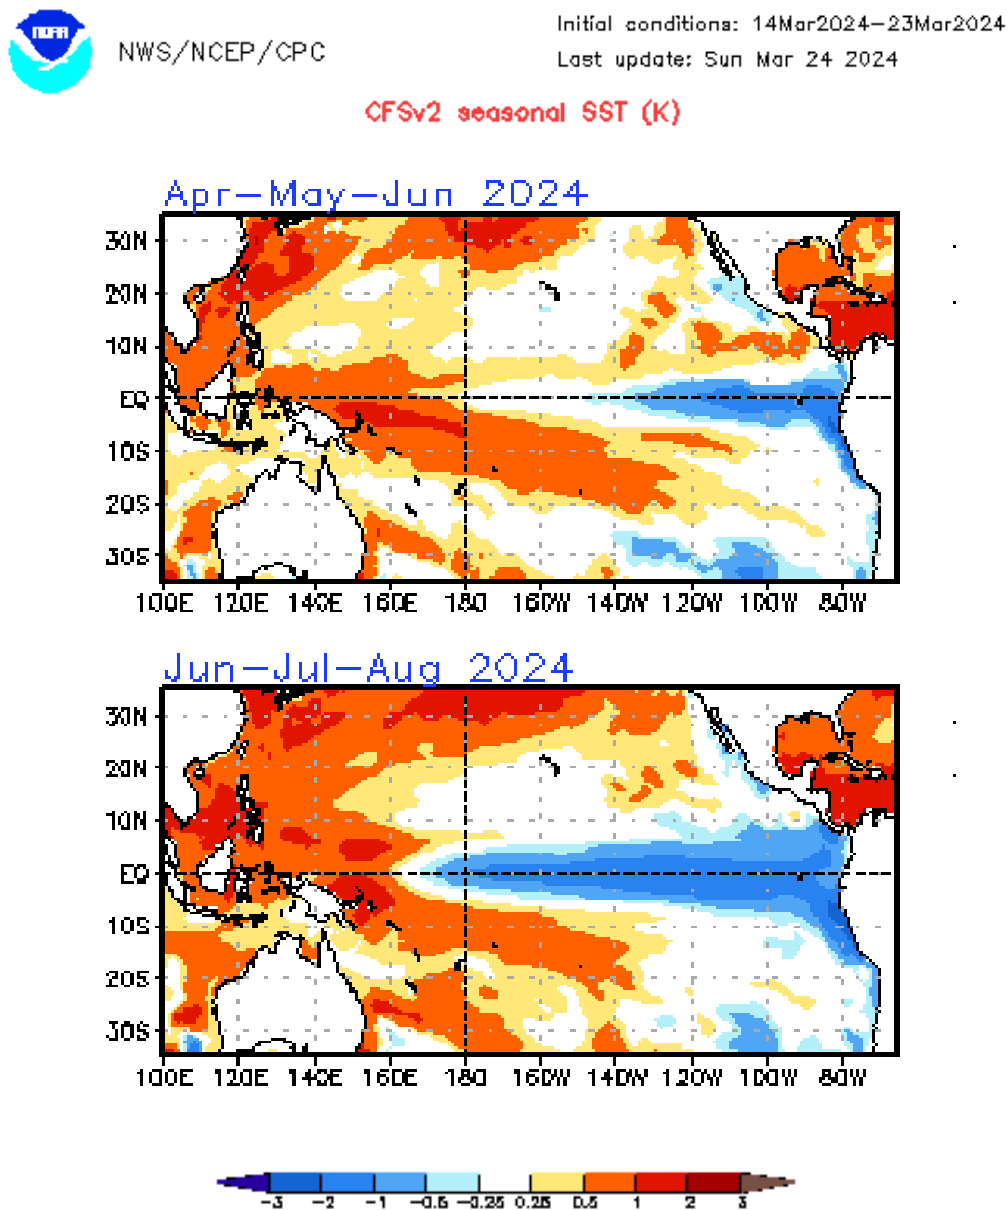 NOAA
NWS/NCEP/CPC
Initial conditions: 14Mar2024-23Mar2024
Last update: Sun Mar 24 2024
CFSv2 seasonal SST (K)
Apr-May-Jun 2024
30N
20N
10N
EQ
10S
20S
30S
100E 120E 140E 160E 180 160W 140W 120W 100W 80W
Jun-Jul-Aug 2024
30N
20N
10N
EQ
10S
20S
30S
100E 120E 140E 160E 180 160W 140W 120W 100W 80W
-3 -2 -1 -0.5 -0.25 0.25 0.5 1 2 3